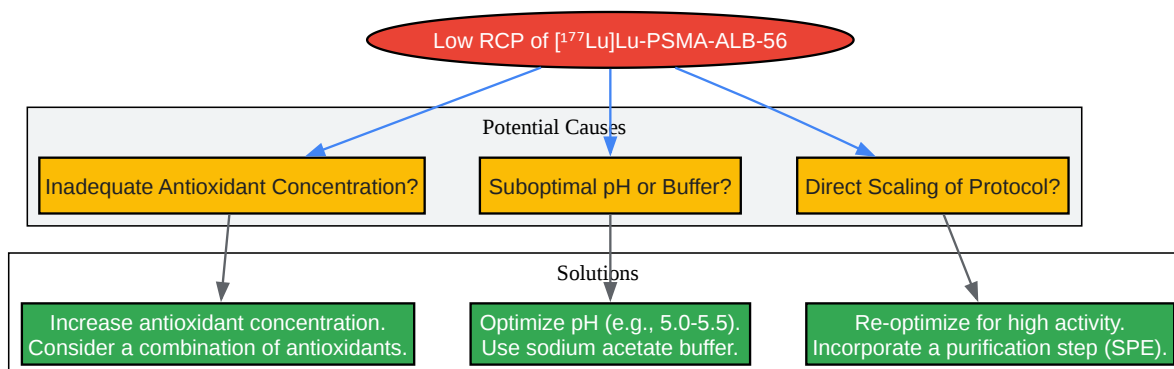 Low RCP of [¹⁷⁷Lu]Lu-PSMA-ALB-56
Potential Causes
Inadequate Antioxidant Concentration?
Suboptimal pH or Buffer?
Direct Scaling of Protocol?
Solutions
Increase antioxidant concentration.
Consider a combination of antioxidants.
Optimize pH (e.g., 5.0-5.5).
Use sodium acetate buffer.
Re-optimize for high activity.
Incorporate a purification step (SPE).